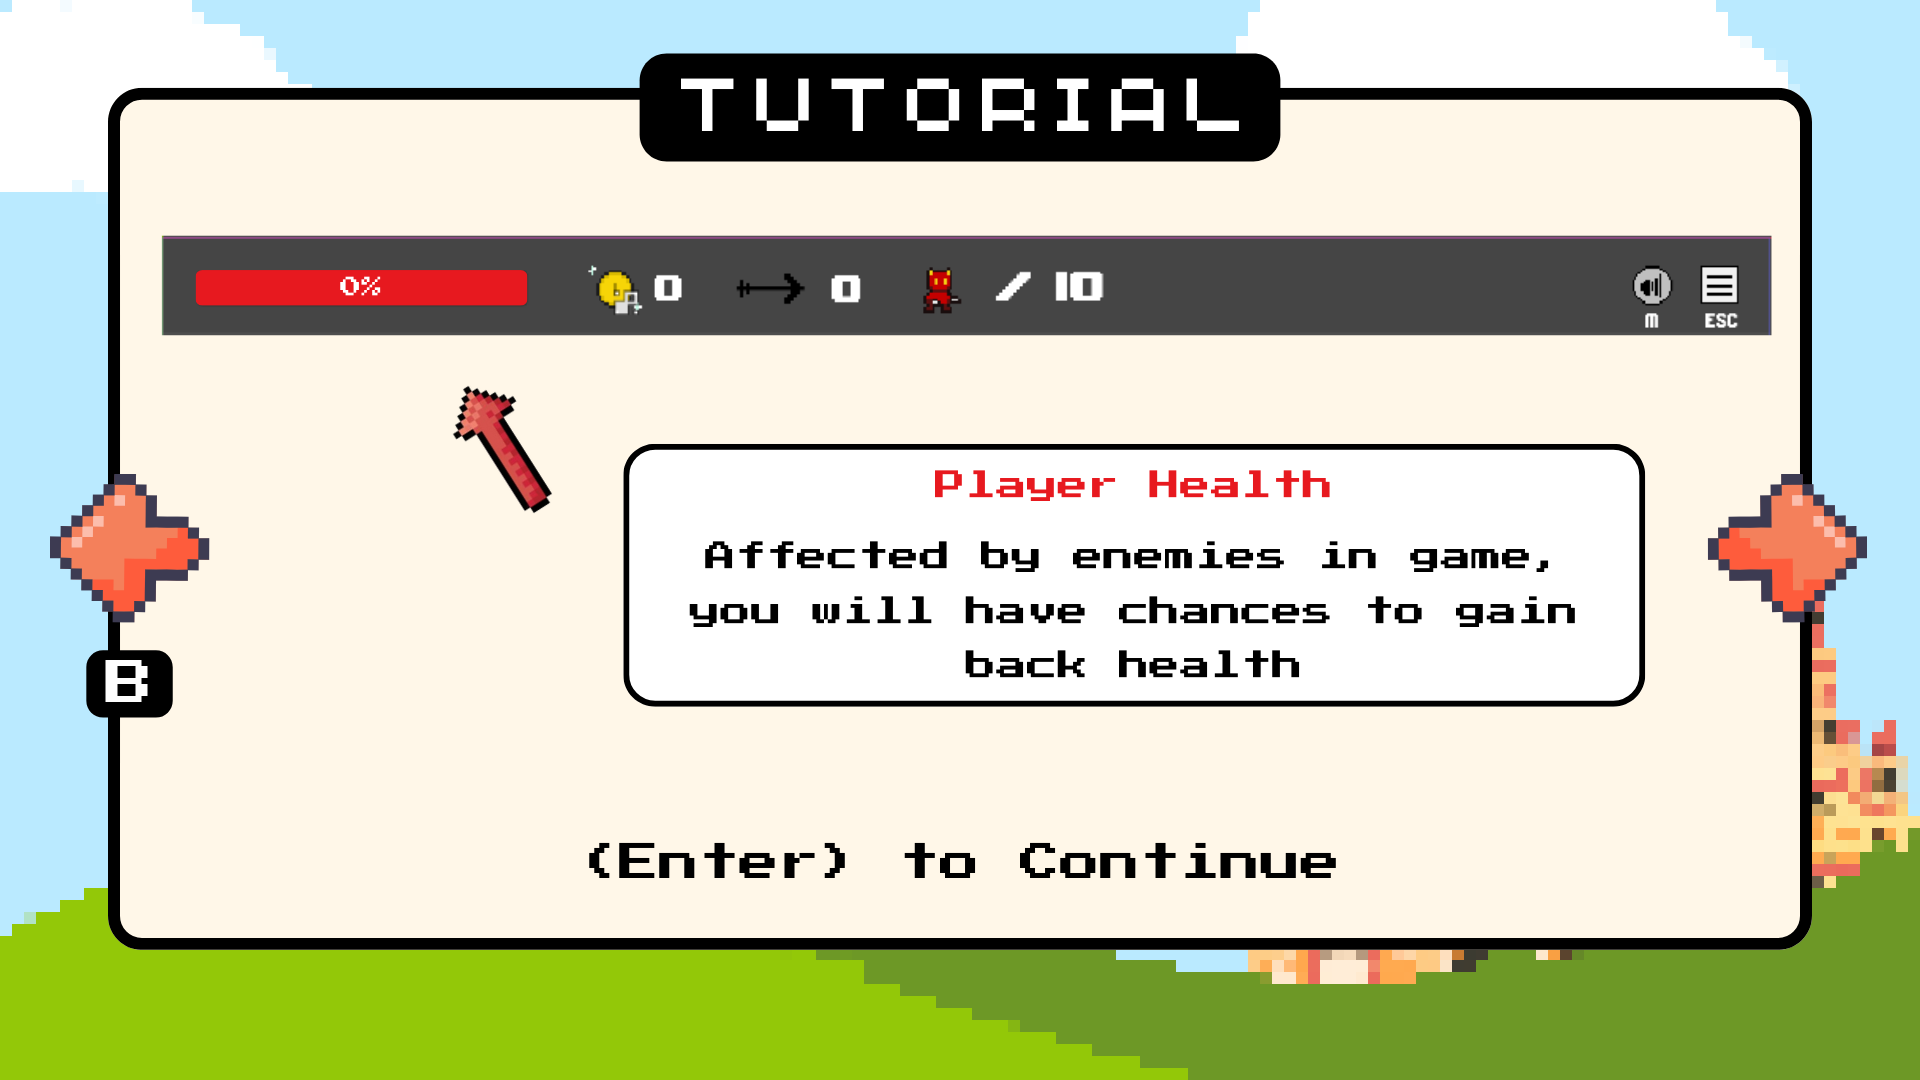 TUTORIAL
0% 0 0 / 10
M ESC
Player Health
Affected by enemies in game,
you will have chances to gain
back health
B
(Enter) to Continue